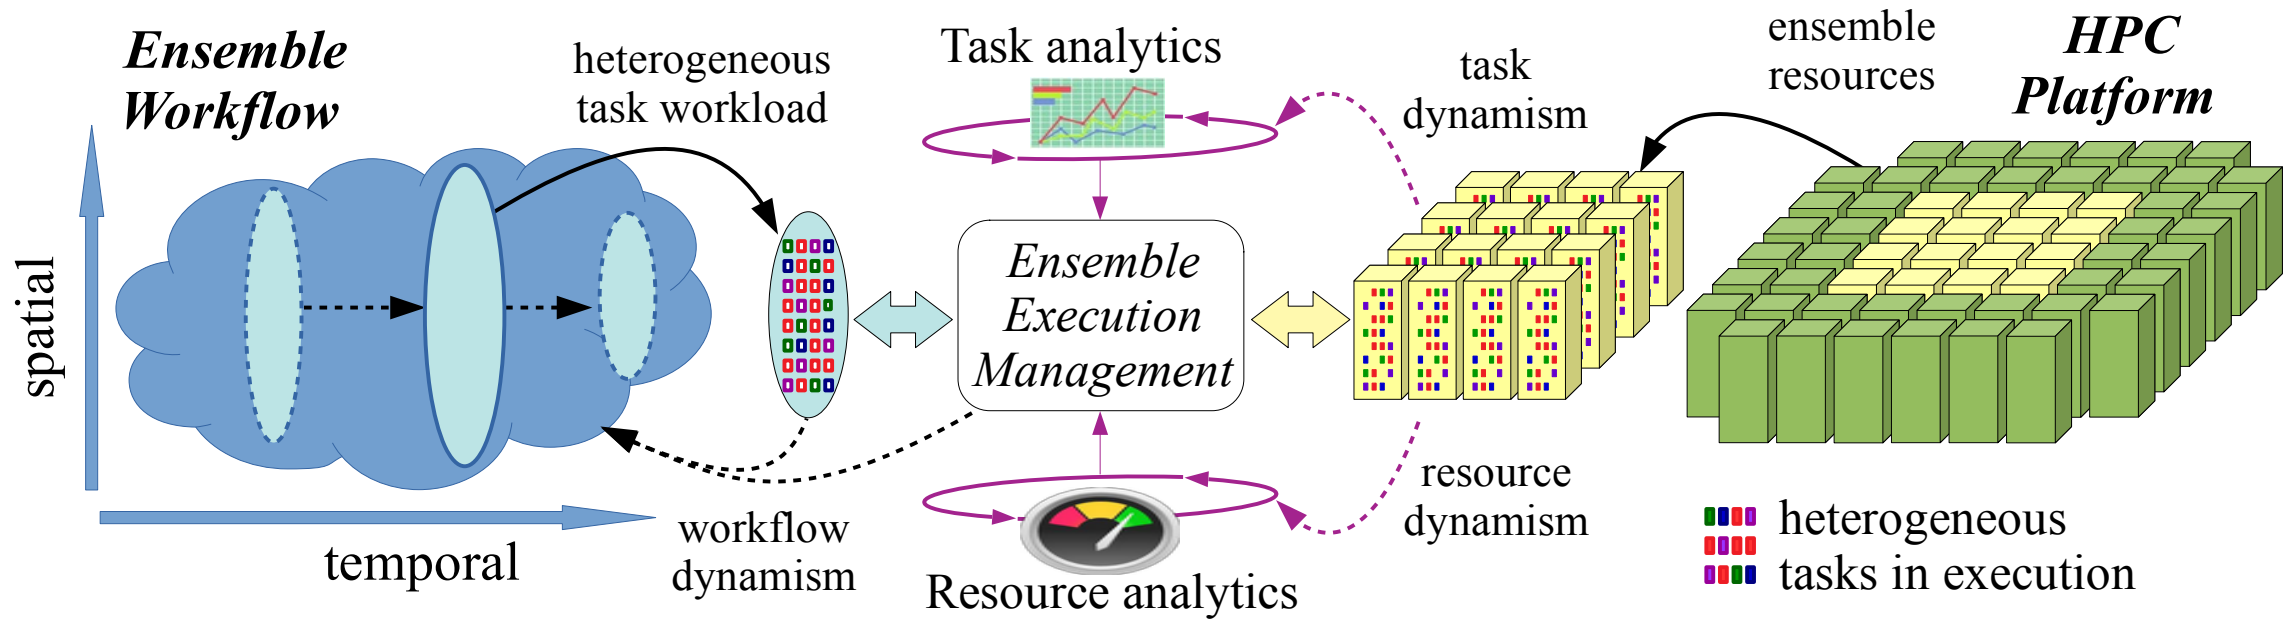 Ensemble
Workflow
heterogeneous
task workload
Task analytics
task
dynamism
ensemble
resources
HPC
Platform
spatial
temporal
Ensemble
Execution
Management
workflow
dynamism
Resource analytics
resource
dynamism
heterogeneous
tasks in execution